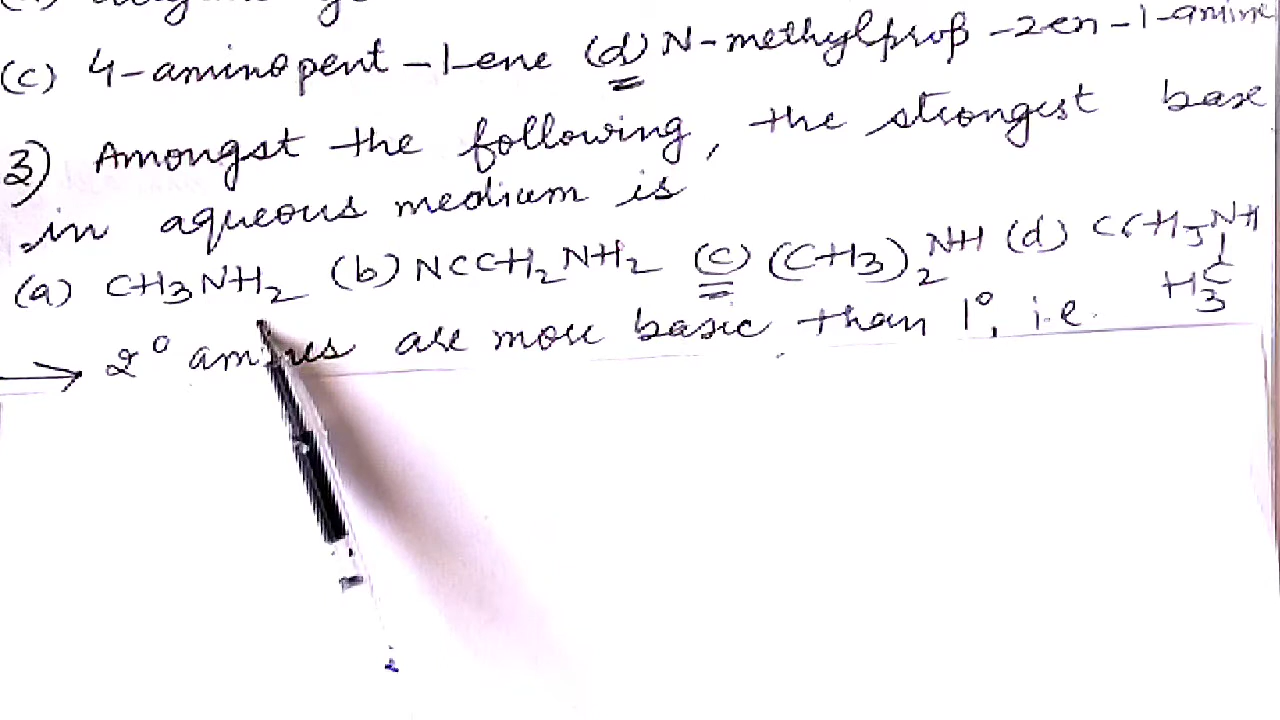 (c) 4-aminopent-1-ene (d) N-methylprop-2en-1-amine
3) Amongst the following, the strongest base
in aqueous medium is
(a) CH3NH2 (b) NCCH2NH2 (c) (CH3)2NH (d) C6H5NH
H3C
→ 2° amines are more basic than 1°, i.e.